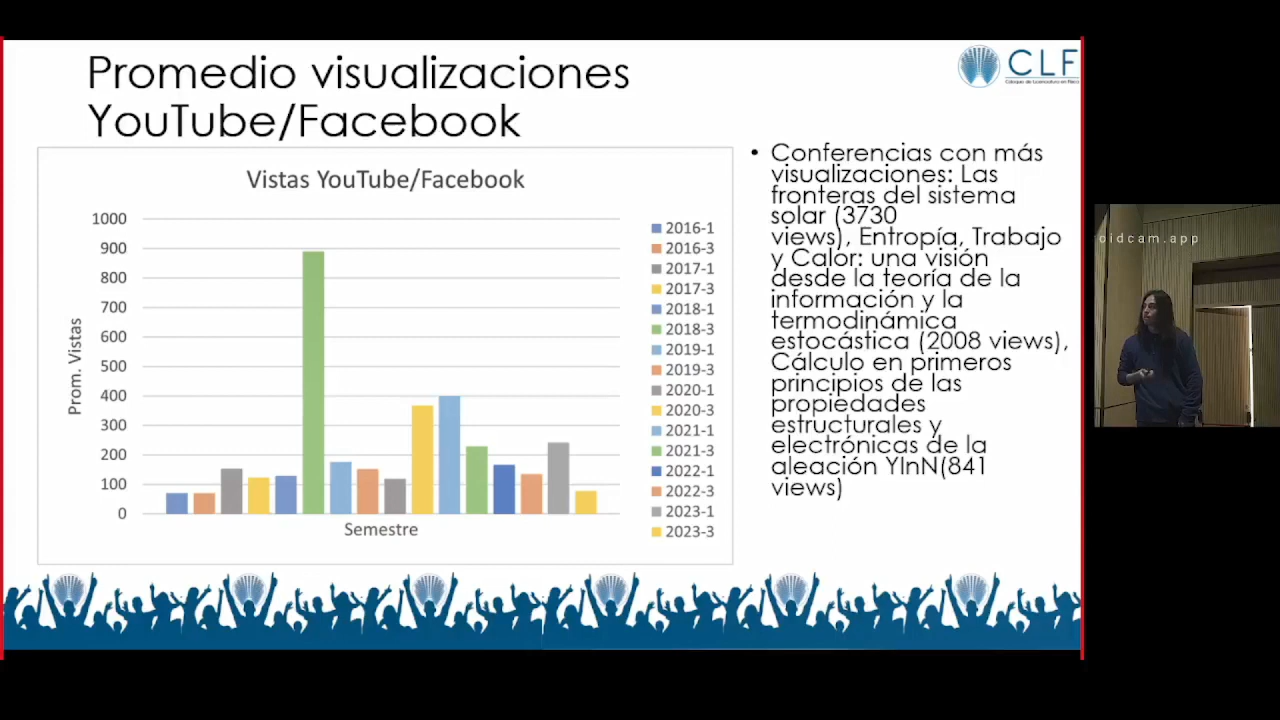 Promedio visualizaciones
YouTube/Facebook
CLF
Vistas YouTube/Facebook
1000
900
800
700
600
500
400
300
200
100
0
Prom. Vistas
Semestre
2016-1
2016-3
2017-1
2017-3
2018-1
2018-3
2019-1
2019-3
2020-1
2020-3
2021-1
2021-3
2022-1
2022-3
2023-1
2023-3
• Conferencias con más
visualizaciones: Las
fronteras del sistema
solar (3730
views), Entropía, Trabajo
y Calor: una visión
desde la teoría de la
información y la
termodinámica
estocástica (2008 views),
Cálculo en primeros
principios de las
propiedades
estructurales y
electrónicas de la
aleación YInN(841
views)
oidcam.app